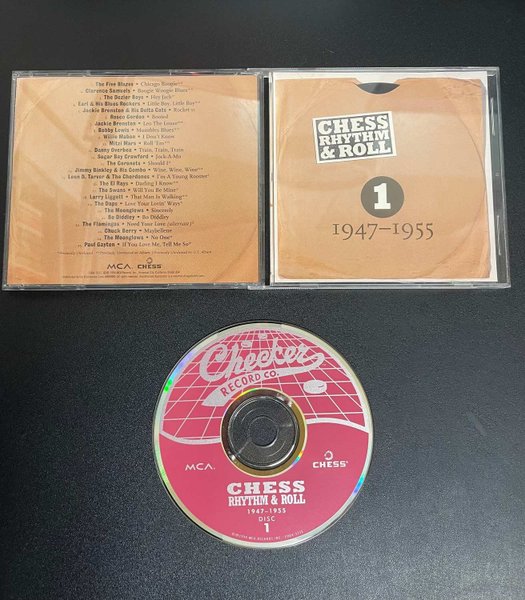 The Five Blazes • Chicago Boogie**
Clarence Samuels • Boogie Woogie Blues**
The Dozier Boys • Hey Jack*
Earl & His Blues Rockers • Little Boy, Little Boy**
Jackie Brenston & His Delta Cats • Rocket 88
Rosco Gordon • Booted
Jackie Brenston • Leo The Louse**
Bobby Lewis • Mumbles Blues**
Willie Mabon • I Don't Know
Mitzi Mars • Roll 'Em**
Danny Overbea • Train, Train, Train
Sugar Boy Crawford • Jock-A-Mo
The Coronets • Should I*
Jimmy Binkley & His Combo • Wine, Wine, Wine**
Leon D. Tarver & The Chordones • I'm A Young Rooster*
The El Rays • Darling I Know**
The Swans • Will You Be Mine*
Larry Liggett • That Man Is Walking**
The Daps • Love Your Lovin' Ways*
The Moonglows • Sincerely
Bo Diddley • Bo Diddley
The Flamingos • Need Your Love (alternate)*
Chuck Berry • Maybellene
The Moonglows • No One*
Paul Gayten • If You Love Me, Tell Me So*
MCA. CHESS
CHESS
RHYTHM
& ROLL
1
1947–1955
Checker
RECORD CO.
MCA. CHESS
CHESS
RHYTHM & ROLL
1947–1955
DISC
1